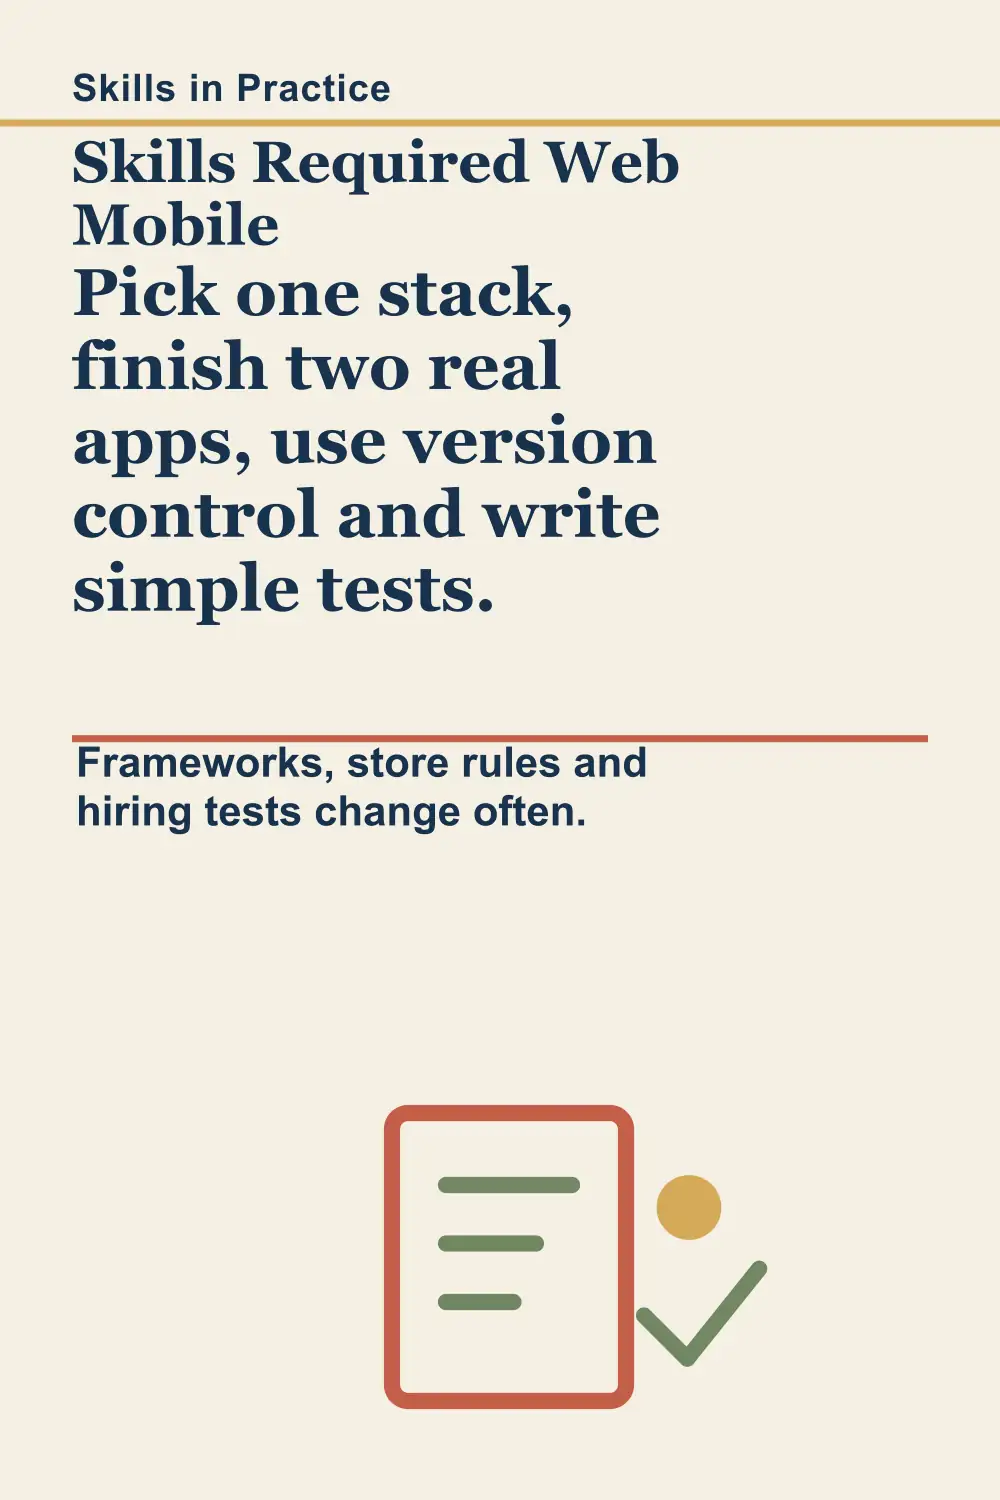 Skills in Practice
Skills Required Web
Mobile
Pick one stack,
finish two real
apps, use version
control and write
simple tests.
Frameworks, store rules and
hiring tests change often.